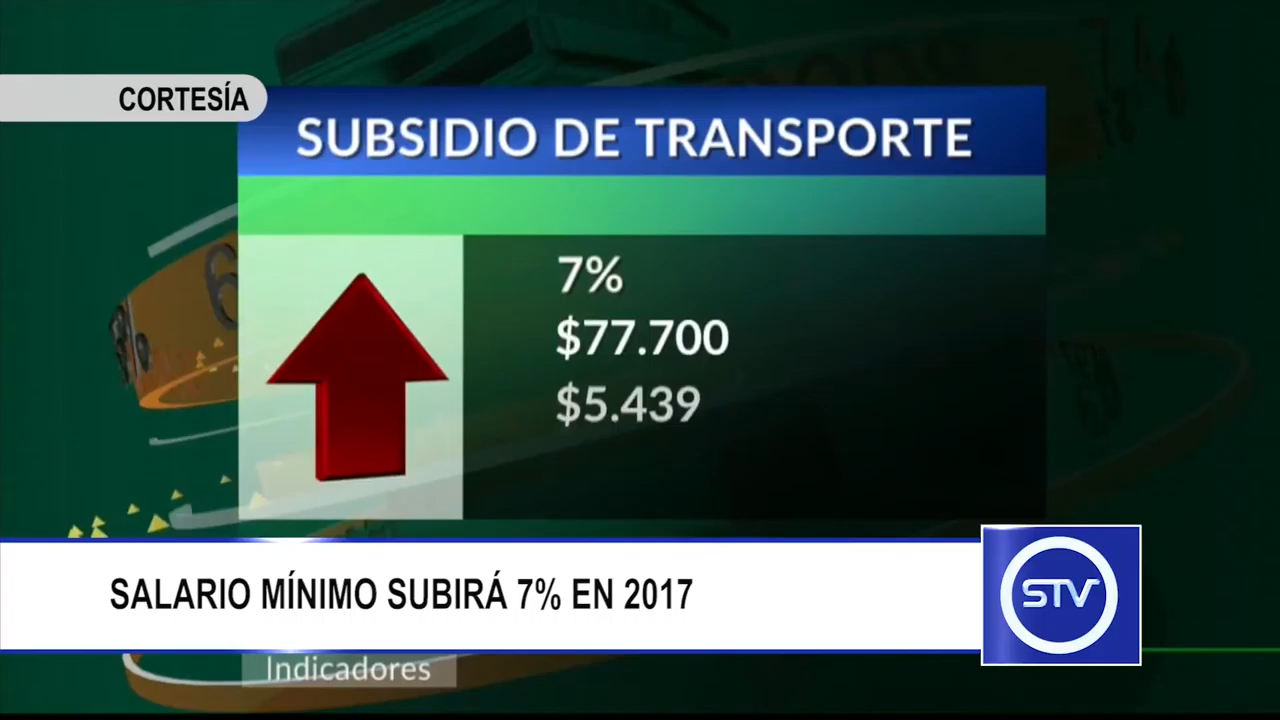 CORTESÍA
SUBSIDIO DE TRANSPORTE
7%
$77.700
$5.439
SALARIO MÍNIMO SUBIRÁ 7% EN 2017
STV
Indicadores